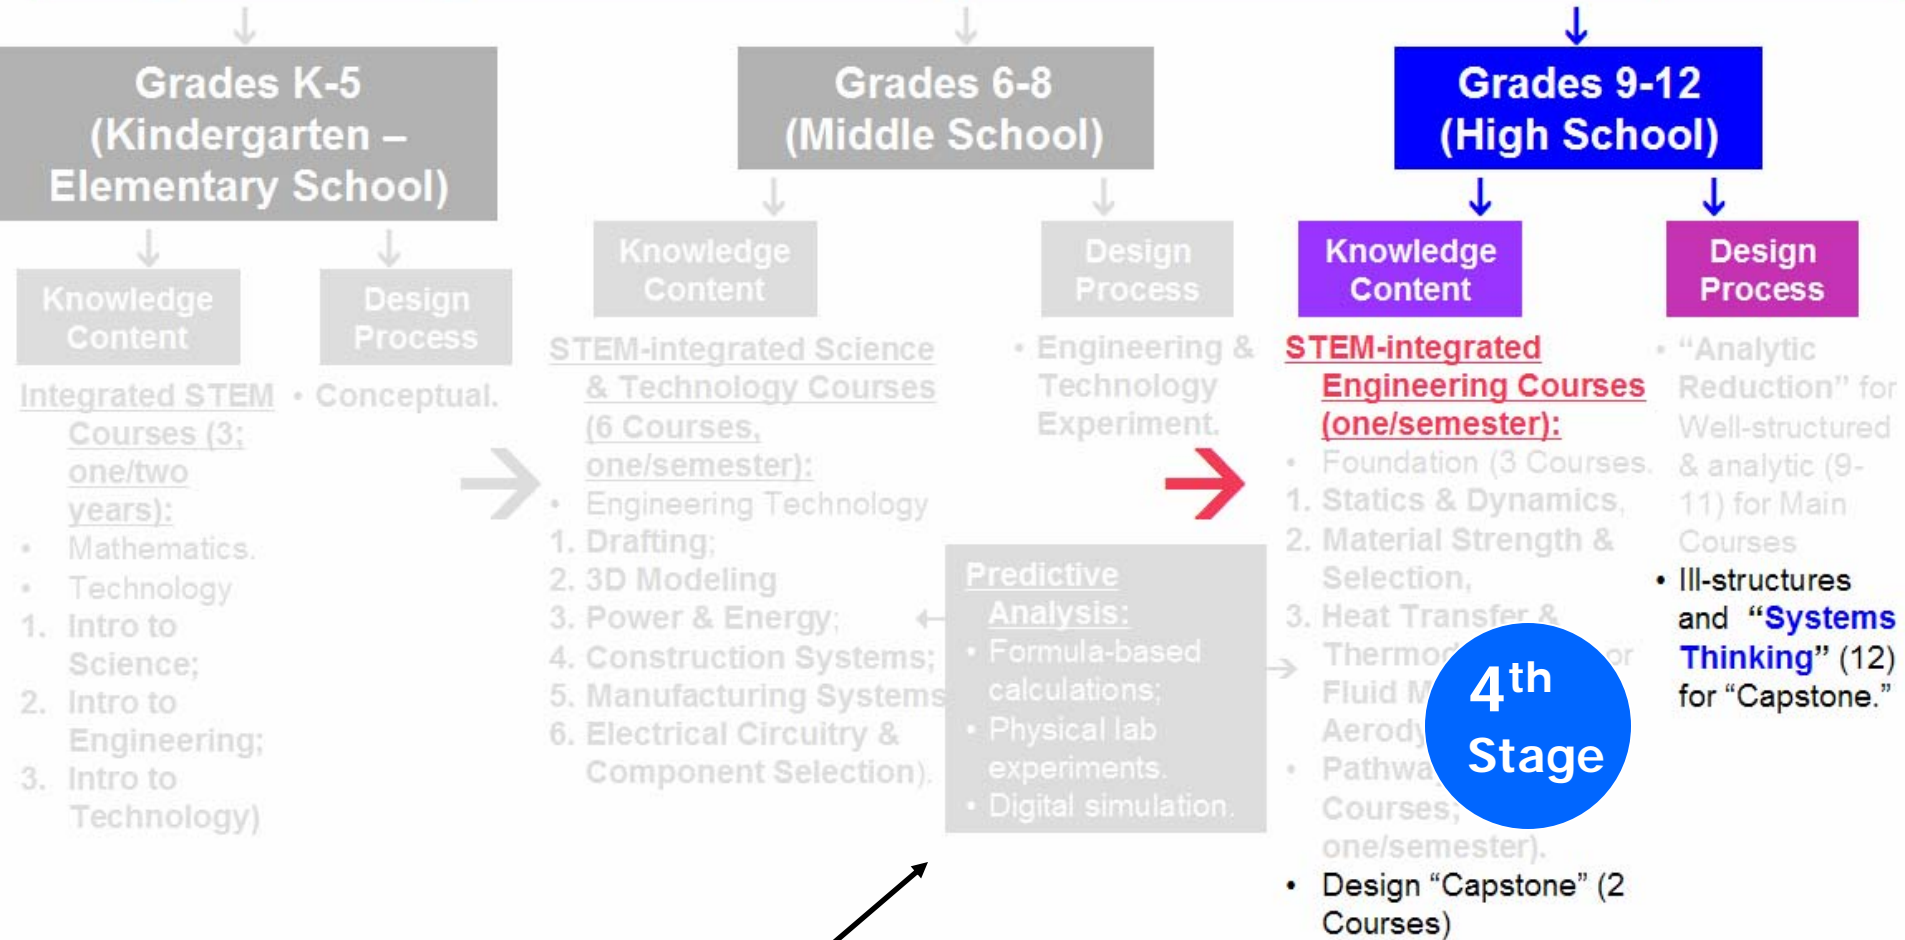 Grades K-5
(Kindergarten –
Elementary School)
Knowledge
Content
Design
Process
Integrated STEM
Courses (3;
one/two
years):
• Mathematics.
• Technology
1. Intro to
Science;
2. Intro to
Engineering;
3. Intro to
Technology)
• Conceptual.
Grades 6-8
(Middle School)
Knowledge
Content
Design
Process
STEM-integrated Science
& Technology Courses
(6 Courses,
one/semester):
• Engineering Technology
1. Drafting;
2. 3D Modeling
3. Power & Energy;
4. Construction Systems;
5. Manufacturing Systems
6. Electrical Circuitry &
Component Selection).
• Engineering &
Technology
Experiment.
Predictive
Analysis:
• Formula-based
calculations;
• Physical lab
experiments.
• Digital simulation.
Grades 9-12
(High School)
Knowledge
Content
Design
Process
STEM-integrated
Engineering Courses
(one/semester):
• Foundation (3 Courses.
1. Statics & Dynamics,
2. Material Strength &
Selection,
3. Heat Transfer &
Fluid
Courses;
one/semester).
• Design “Capstone” (2
Courses)
4th
Stage
• “Analytic
Reduction” for
Well-structured
& analytic (9-
11) for Main
Courses
• Ill-structures
and “Systems
Thinking” (12)
for “Capstone.”